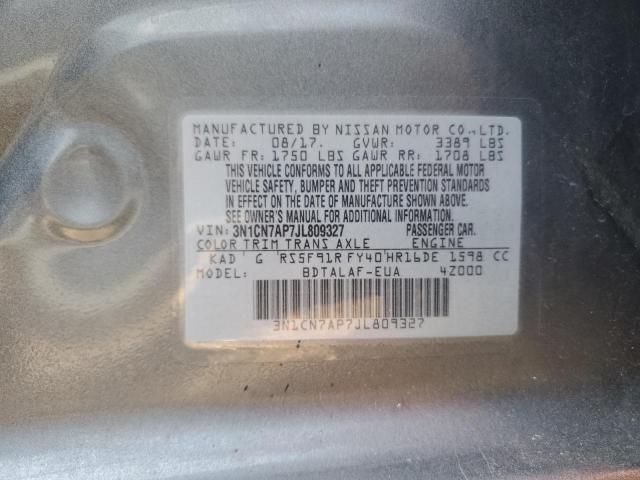 MANUFACTURED BY NISSAN MOTOR CO.,LTD.
DATE: 08/17. GVWR: 3389 LBS
GAWR FR: 1750 LBS GAWR RR: 1708 LBS
THIS VEHICLE CONFORMS TO ALL APPLICABLE FEDERAL MOTOR
VEHICLE SAFETY, BUMPER AND THEFT PREVENTION STANDARDS
IN EFFECT ON THE DATE OF MANUFACTURE SHOWN ABOVE.
SEE OWNER'S MANUAL FOR ADDITIONAL INFORMATION.
VIN: 3N1CN7AP7JL809327 PASSENGER CAR.
COLOR TRIM TRANS AXLE ENGINE
KAD G RS5F91R FY40 HR16DE 1598 CC
BDTALAF-EUA 4Z000
3N1CN7AP7JL809327